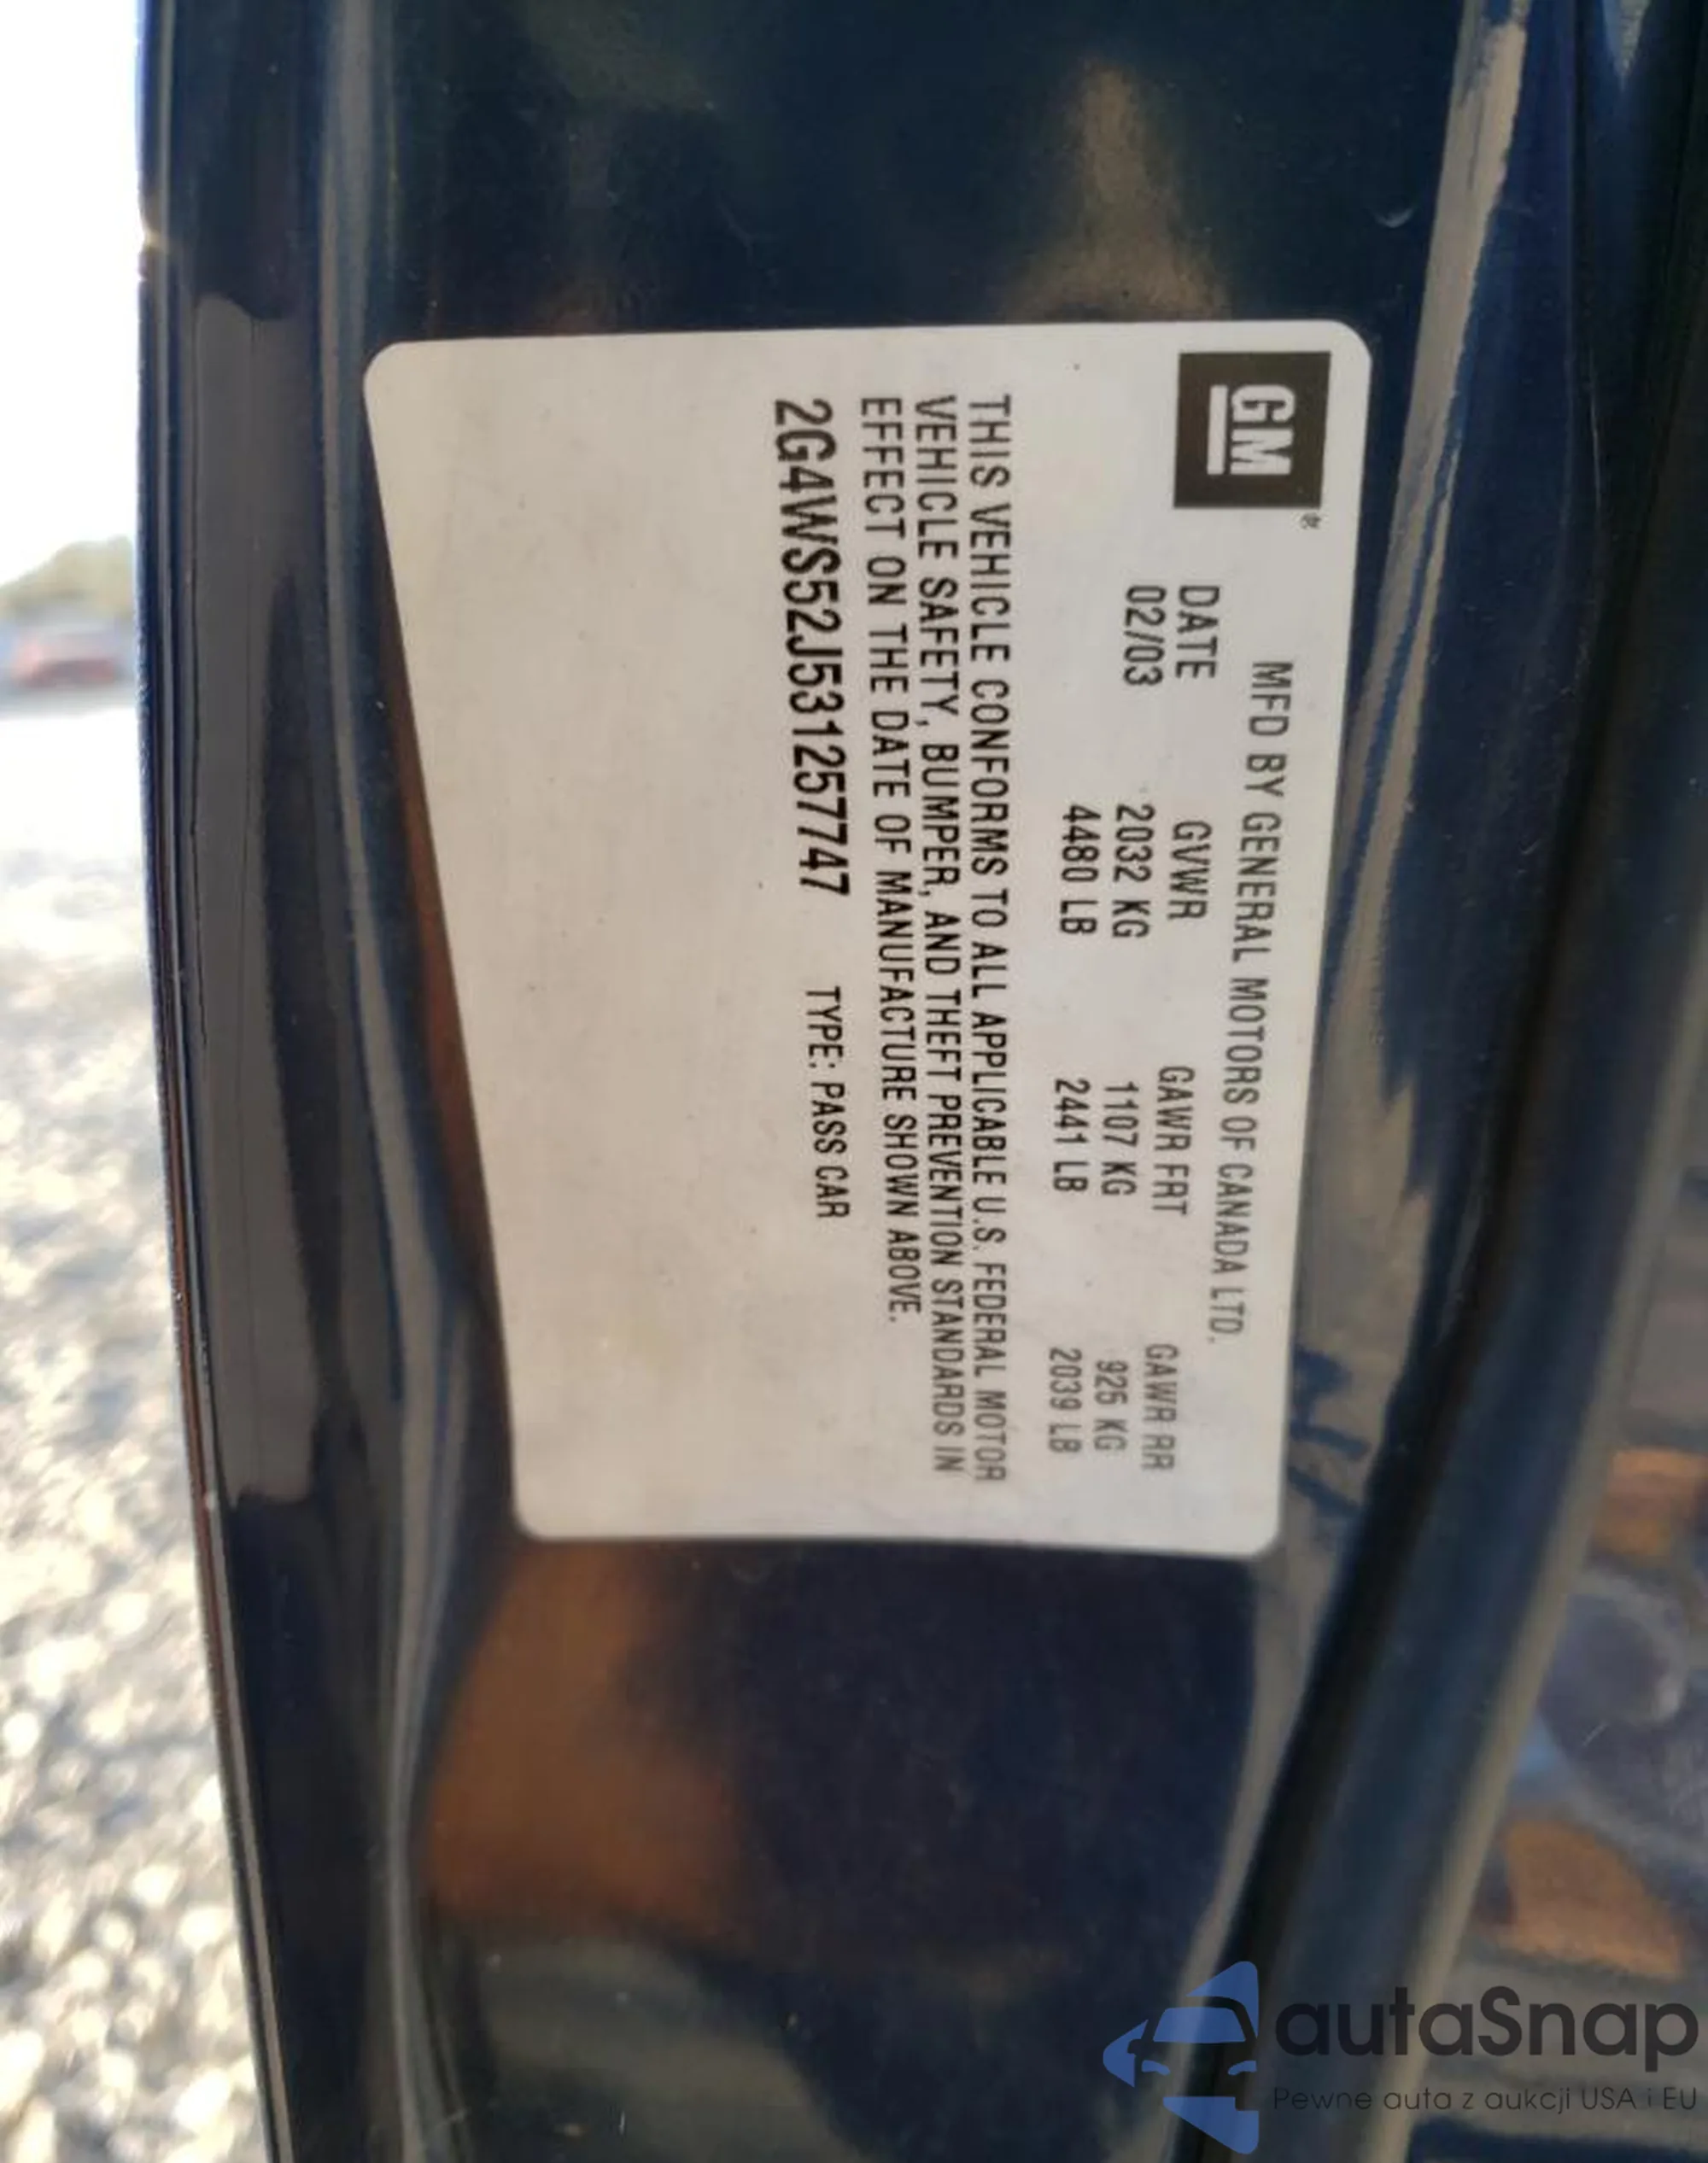 GM®
MFD BY GENERAL MOTORS OF CANADA LTD.
DATE GVWR GAWR FRT GAWR RR
02/03 2032 KG 1107 KG 925 KG
4480 LB 2441 LB 2039 LB
THIS VEHICLE CONFORMS TO ALL APPLICABLE U.S. FEDERAL MOTOR
VEHICLE SAFETY, BUMPER, AND THEFT PREVENTION STANDARDS IN
EFFECT ON THE DATE OF MANUFACTURE SHOWN ABOVE.
2G4WS52J531257747 TYPE: PASS CAR
autaSnap
Pewne auta z aukcji USA i EU